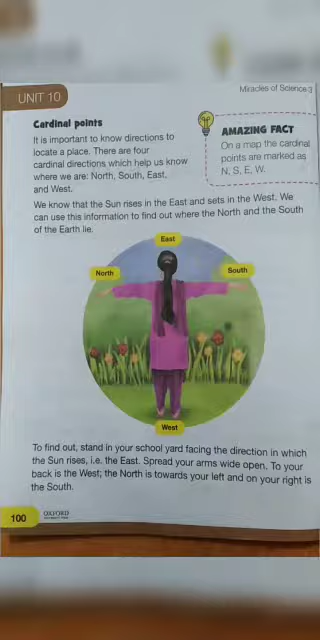 Miracles of Science 3
UNIT 10
Cardinal points
It is important to know directions to
locate a place. There are four
cardinal directions which help us know
where we are: North, South, East,
and West.
AMAZING FACT
On a map the cardinal
points are marked as
N, S, E, W.
We know that the Sun rises in the East and sets in the West. We
can use this information to find out where the North and the South
of the Earth lie.
East
North
South
West
To find out, stand in your school yard facing the direction in which
the Sun rises, i.e. the East. Spread your arms wide open. To your
back is the West; the North is towards your left and on your right is
the South.
100
OXFORD